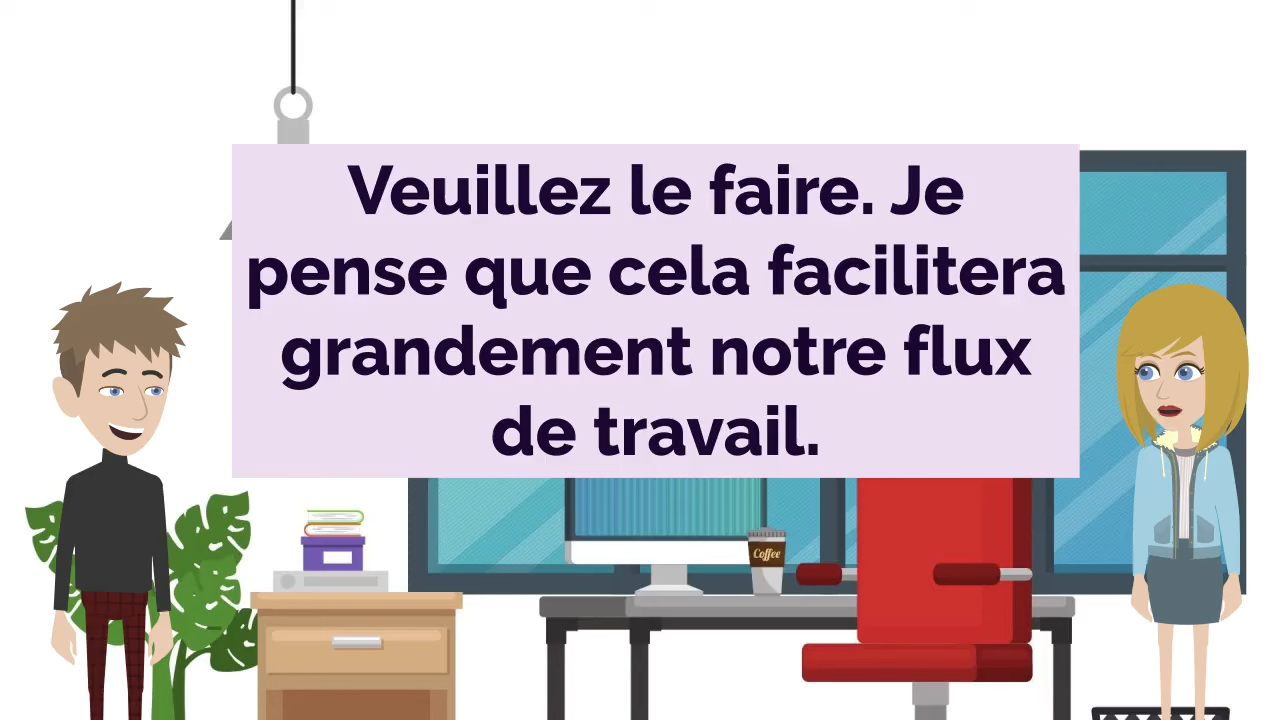 Veuillez le faire. Je
pense que cela facilitera
grandement notre flux
de travail.
Coffee